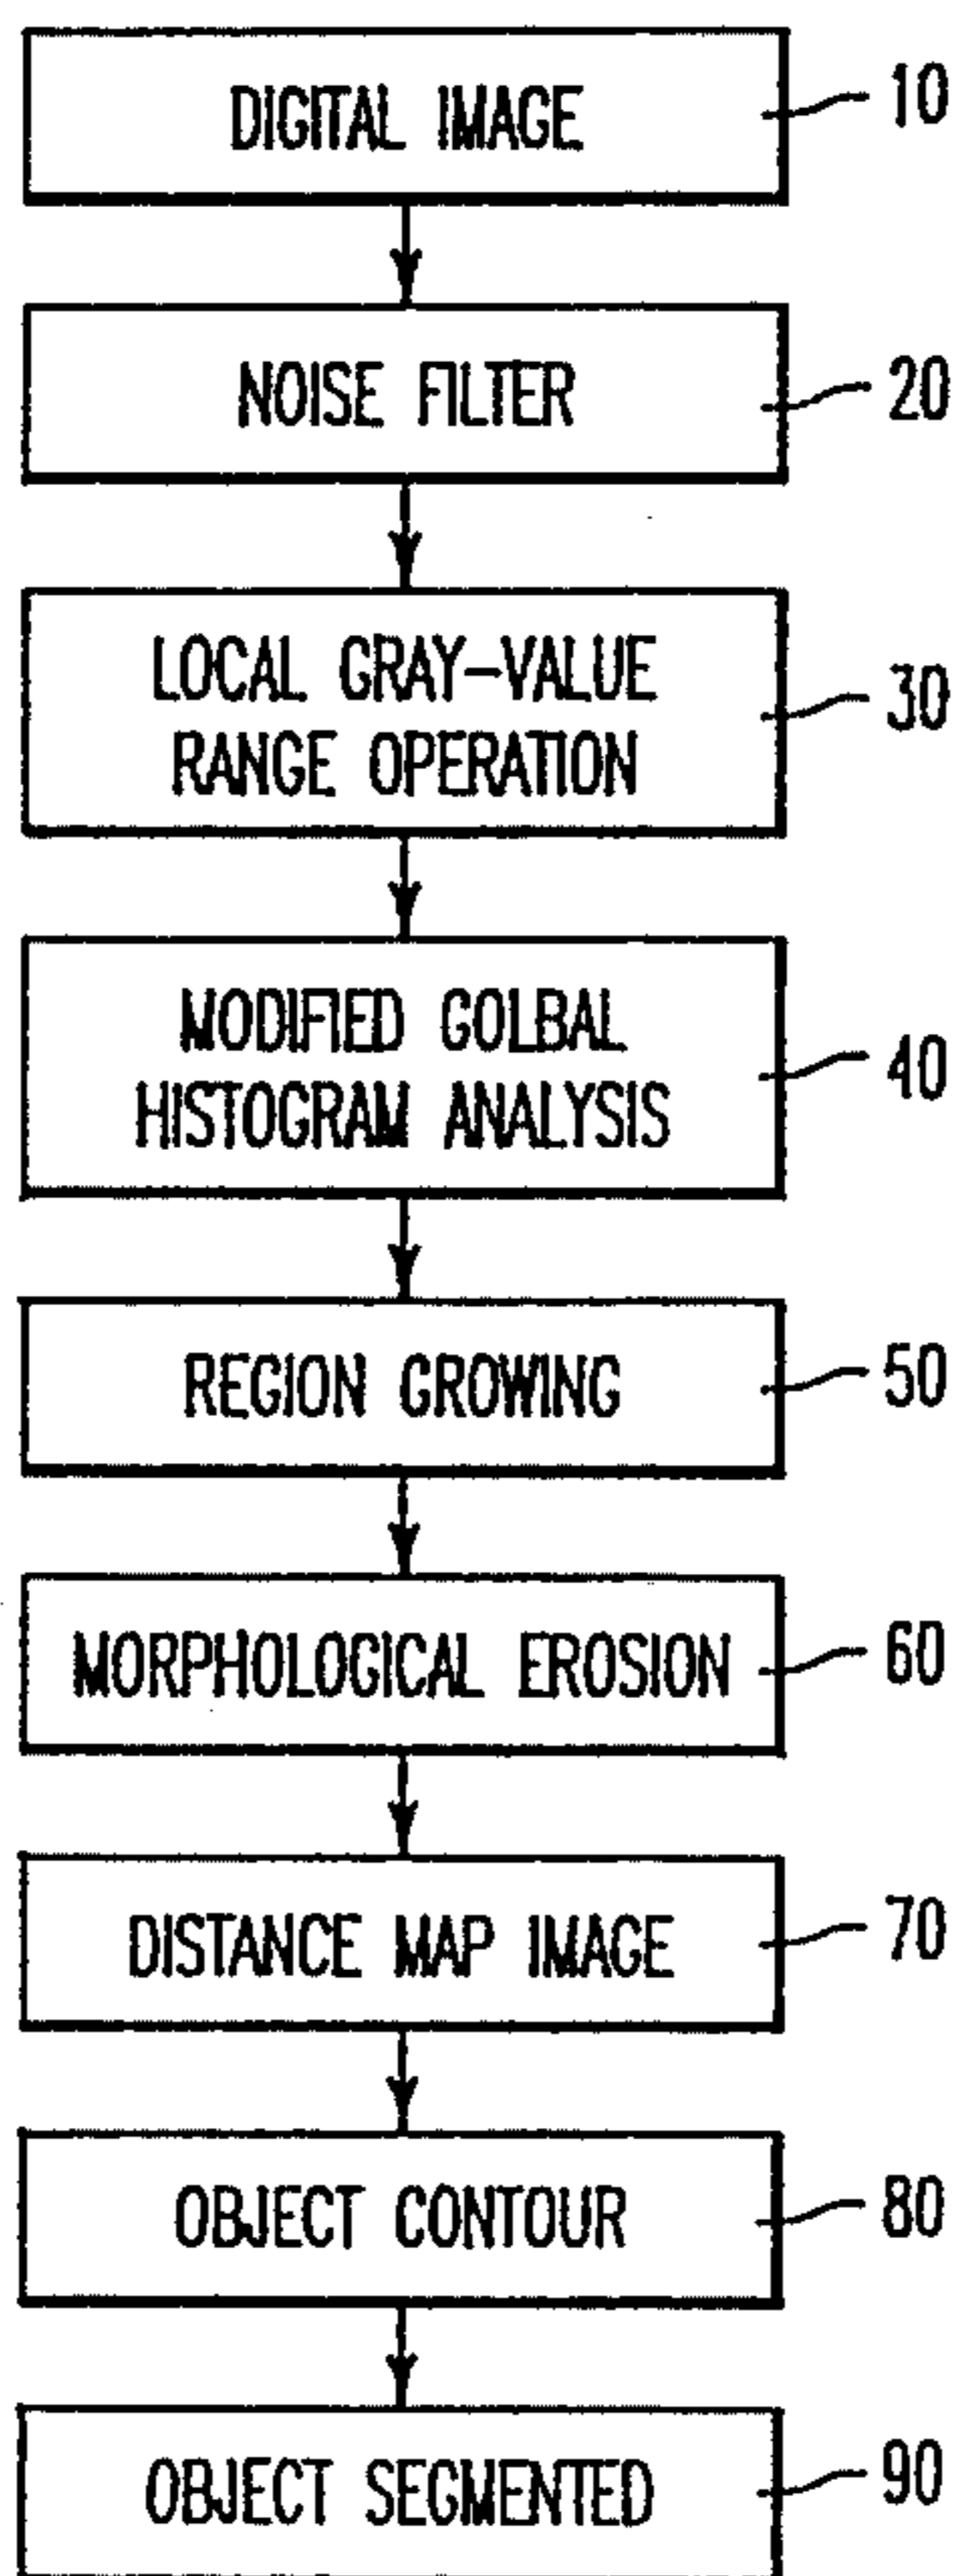 DIGITAL IMAGE
10
NOISE FILTER
20
LOCAL GRAY-VALUE
RANGE OPERATION
30
MODIFIED GOLBAL
HISTOGRAM ANALYSIS
40
REGION GROWING
50
MORPHOLOGICAL EROSION
60
DISTANCE MAP IMAGE
70
OBJECT CONTOUR
80
OBJECT SEGMENTED
90